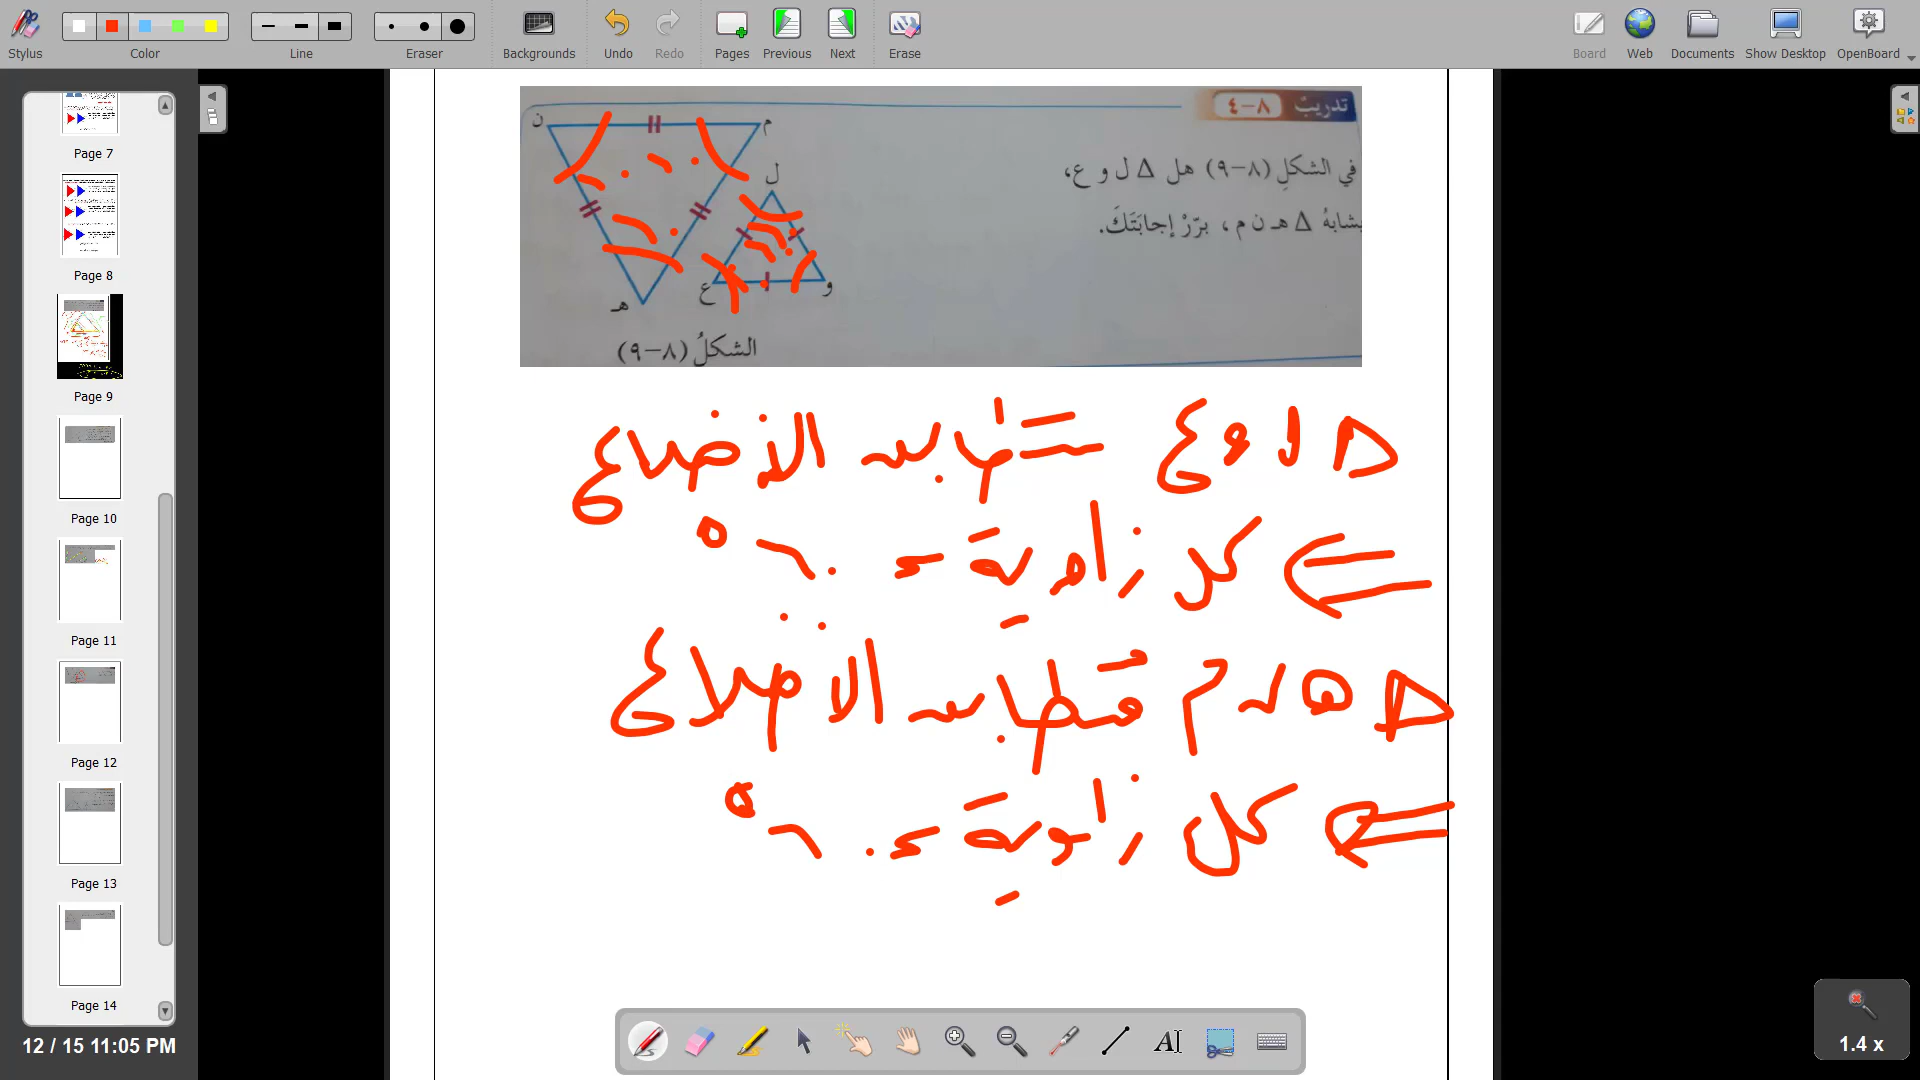 Stylus
Color
Line
Eraser
Backgrounds
Undo
Redo
Pages
Previous
Next
Erase
Board
Web
Documents
Show Desktop
OpenBoard
Page 7
Page 8
Page 9
Page 10
Page 11
Page 12
Page 13
Page 14
12 / 15 11:05 PM
تدريبٌ ٨-٤
في الشكلِ (٨-٩) هل Δ ل و ع،
يشابهُ Δ هـ ن م، برّرْ إجابَتَكَ.
ن
م
ل
هـ
ع
و
الشكلُ (٨-٩)
Δ ل و ع متطابق الأضلاع
كل زاوية = ٦٠°
Δ هـ ن م متطابق الاضلاع
كل زاوية = ٦٠°
1.4 x